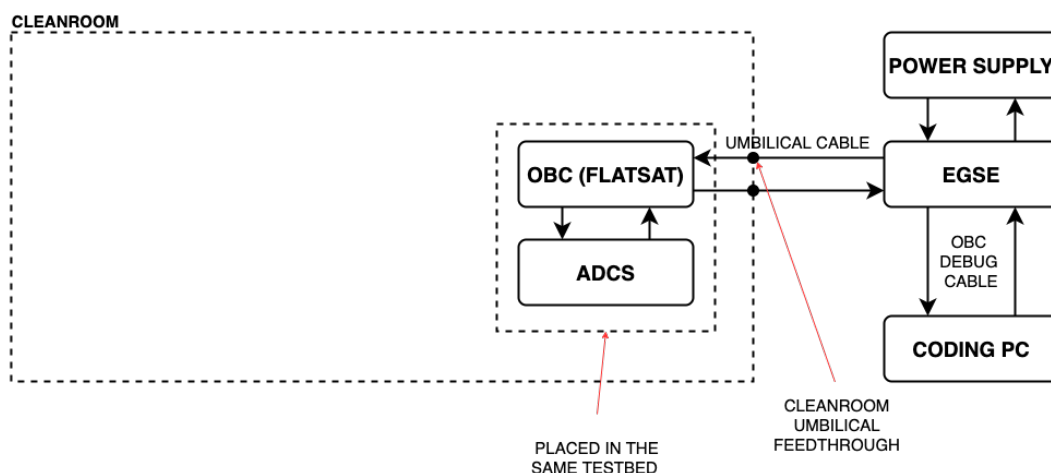 CLEANROOM
POWER SUPPLY
UMBILICAL CABLE
OBC (FLATSAT)
EGSE
ADCS
OBC
DEBUG
CABLE
CODING PC
CLEANROOM
UMBILICAL
FEEDTHROUGH
PLACED IN THE
SAME TESTBED